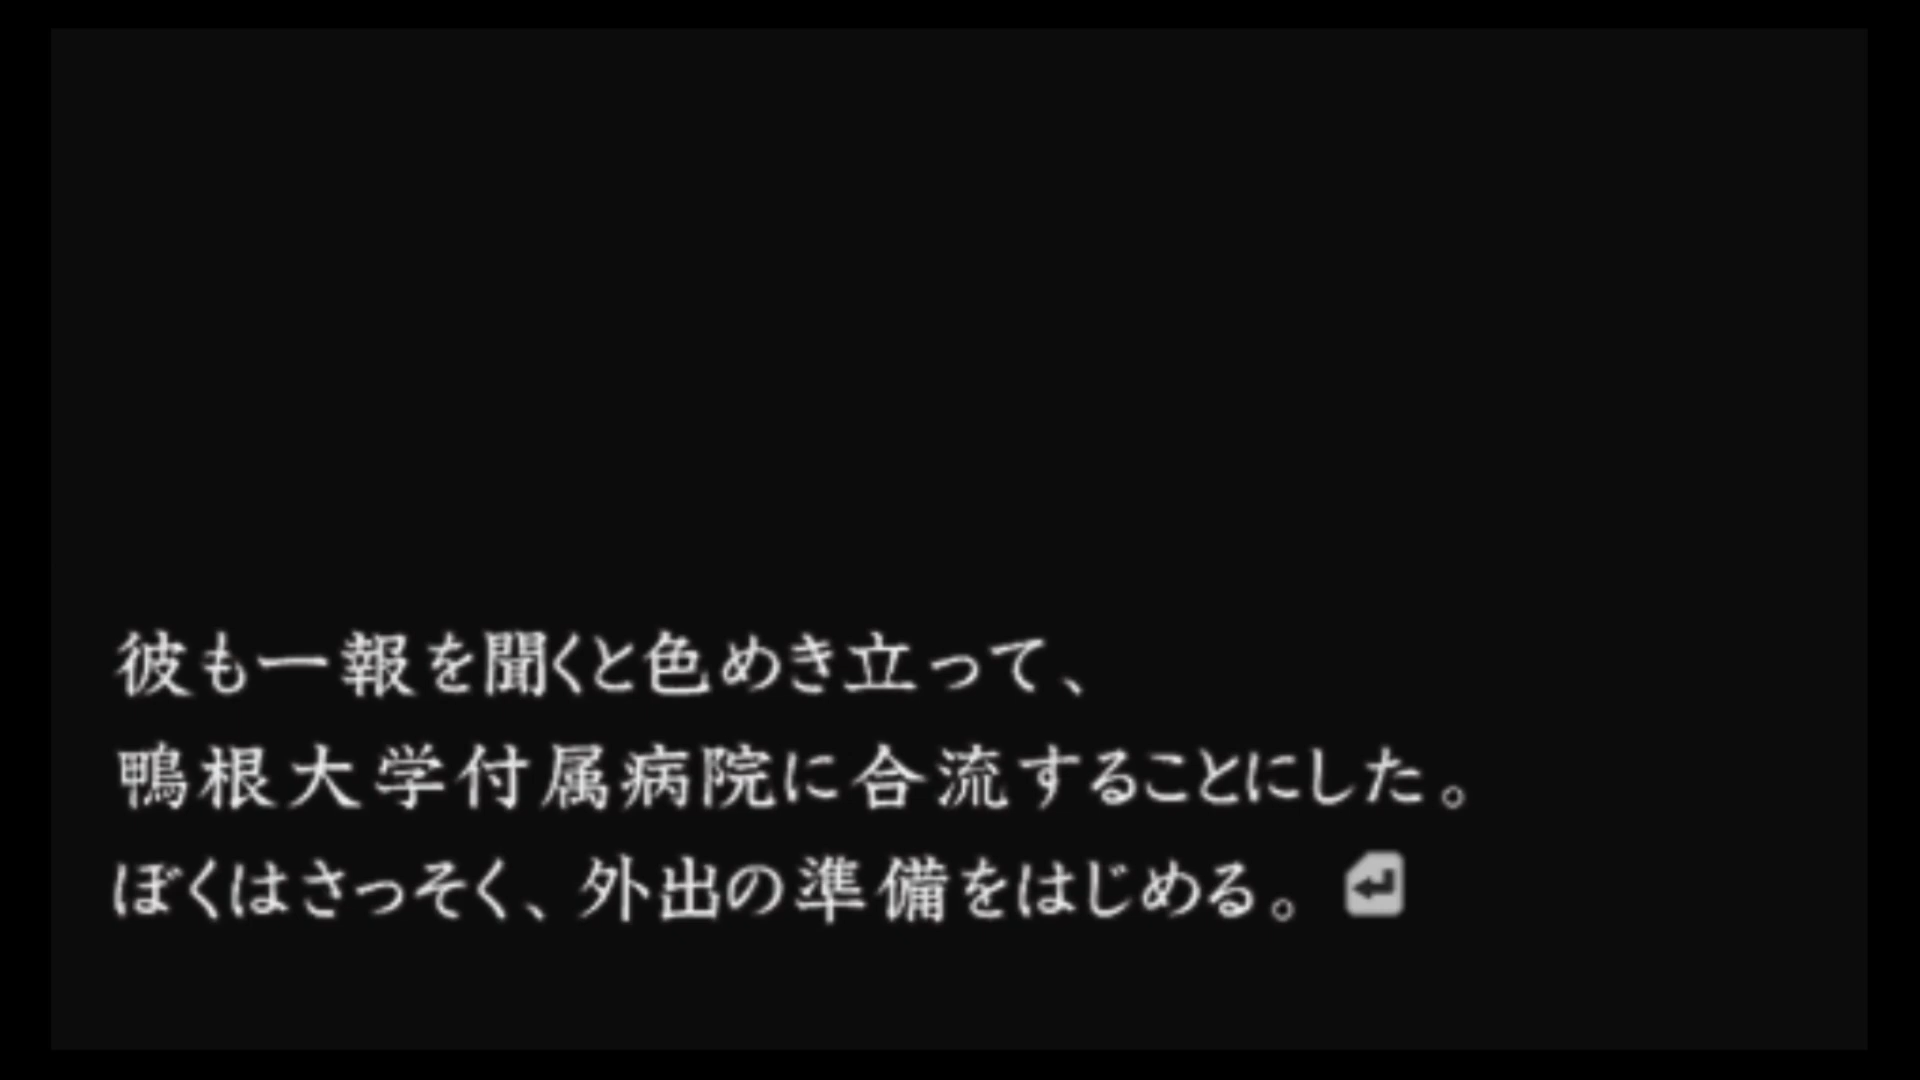 彼も一報を聞くと色めき立って、
鴨根大学付属病院に合流することにした。
ぼくはさっそく、外出の準備をはじめる。